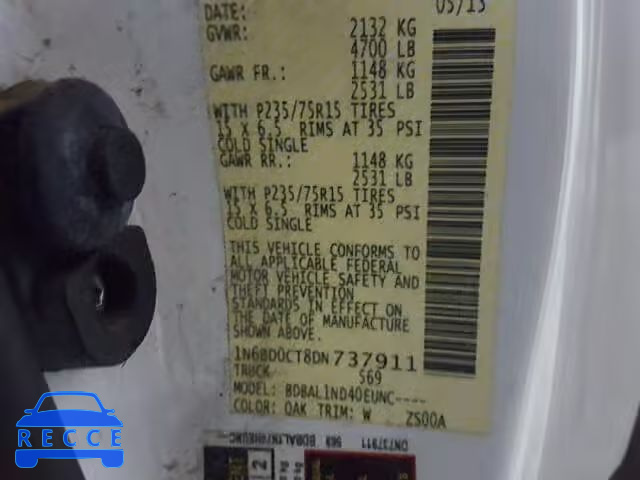 DATE: 05/13
GVWR: 2132 KG
4700 LB
GAWR FR.: 1148 KG
2531 LB
WITH P235/75R15 TIRES
15 X 6.5 RIMS AT 35 PSI
COLD SINGLE
GAWR RR.: 1148 KG
2531 LB
WITH P235/75R15 TIRES
15 X 6.5 RIMS AT 35 PSI
COLD SINGLE
THIS VEHICLE CONFORMS TO
ALL APPLICABLE FEDERAL
MOTOR VEHICLE SAFETY AND
THEFT PREVENTION
STANDARDS IN EFFECT ON
THE DATE OF MANUFACTURE
SHOWN ABOVE.
1N6BD0CT8DN737911
TRUCK 569
MODEL: BDBAL1ND40EUNC----
COLOR: QAK TRIM: W ZS00A
DN737911
RECCE